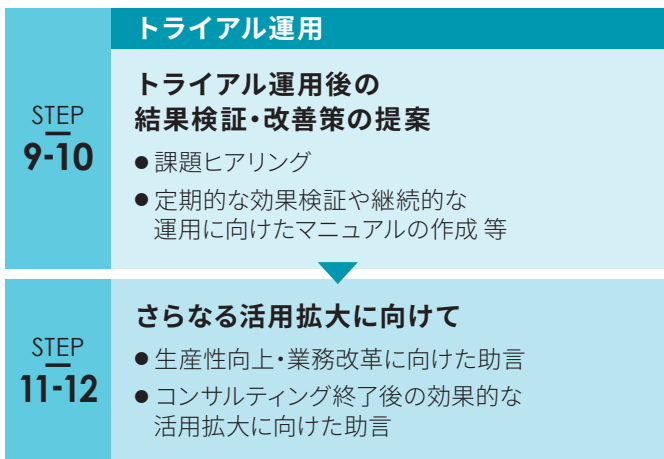 トライアル運用
STEP
9-10
トライアル運用後の
結果検証・改善策の提案
●課題ヒアリング
●定期的な効果検証や継続的な
運用に向けたマニュアルの作成 等
STEP
11-12
さらなる活用拡大に向けて
●生産性向上・業務改革に向けた助言
●コンサルティング終了後の効果的な
活用拡大に向けた助言